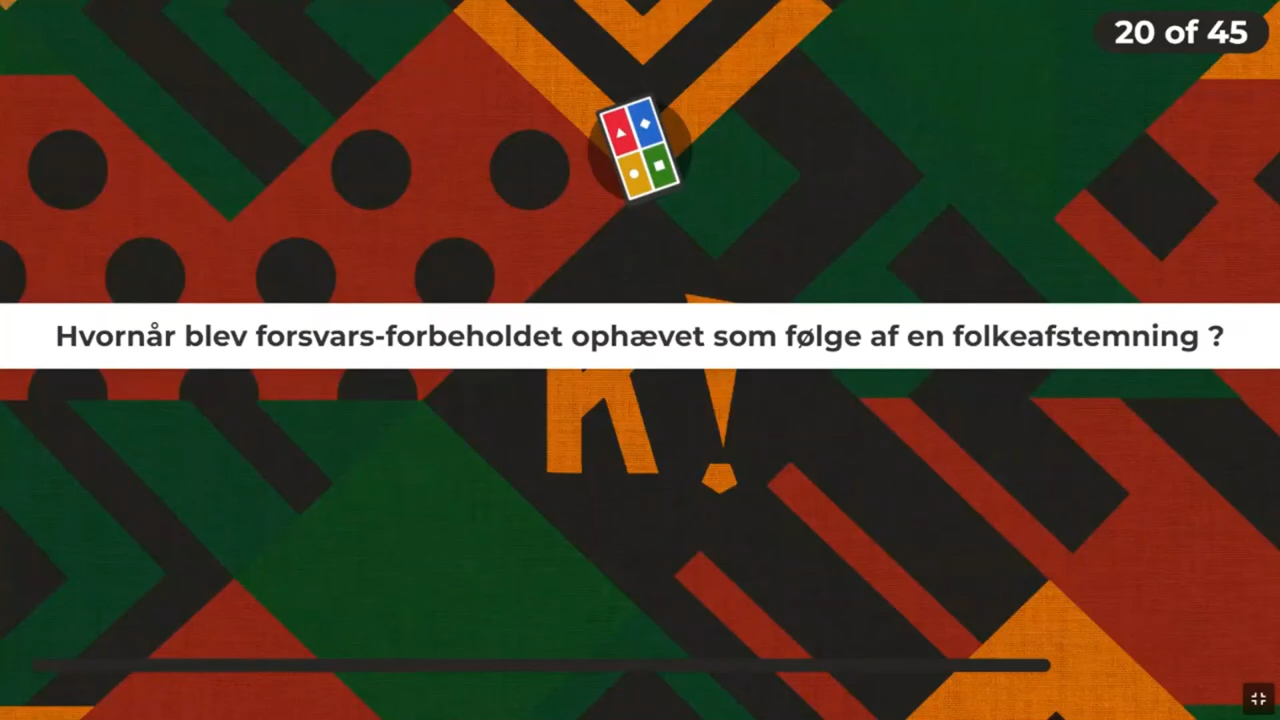 20 of 45
Hvornår blev forsvars-forbeholdet ophævet som følge af en folkeafstemning ?